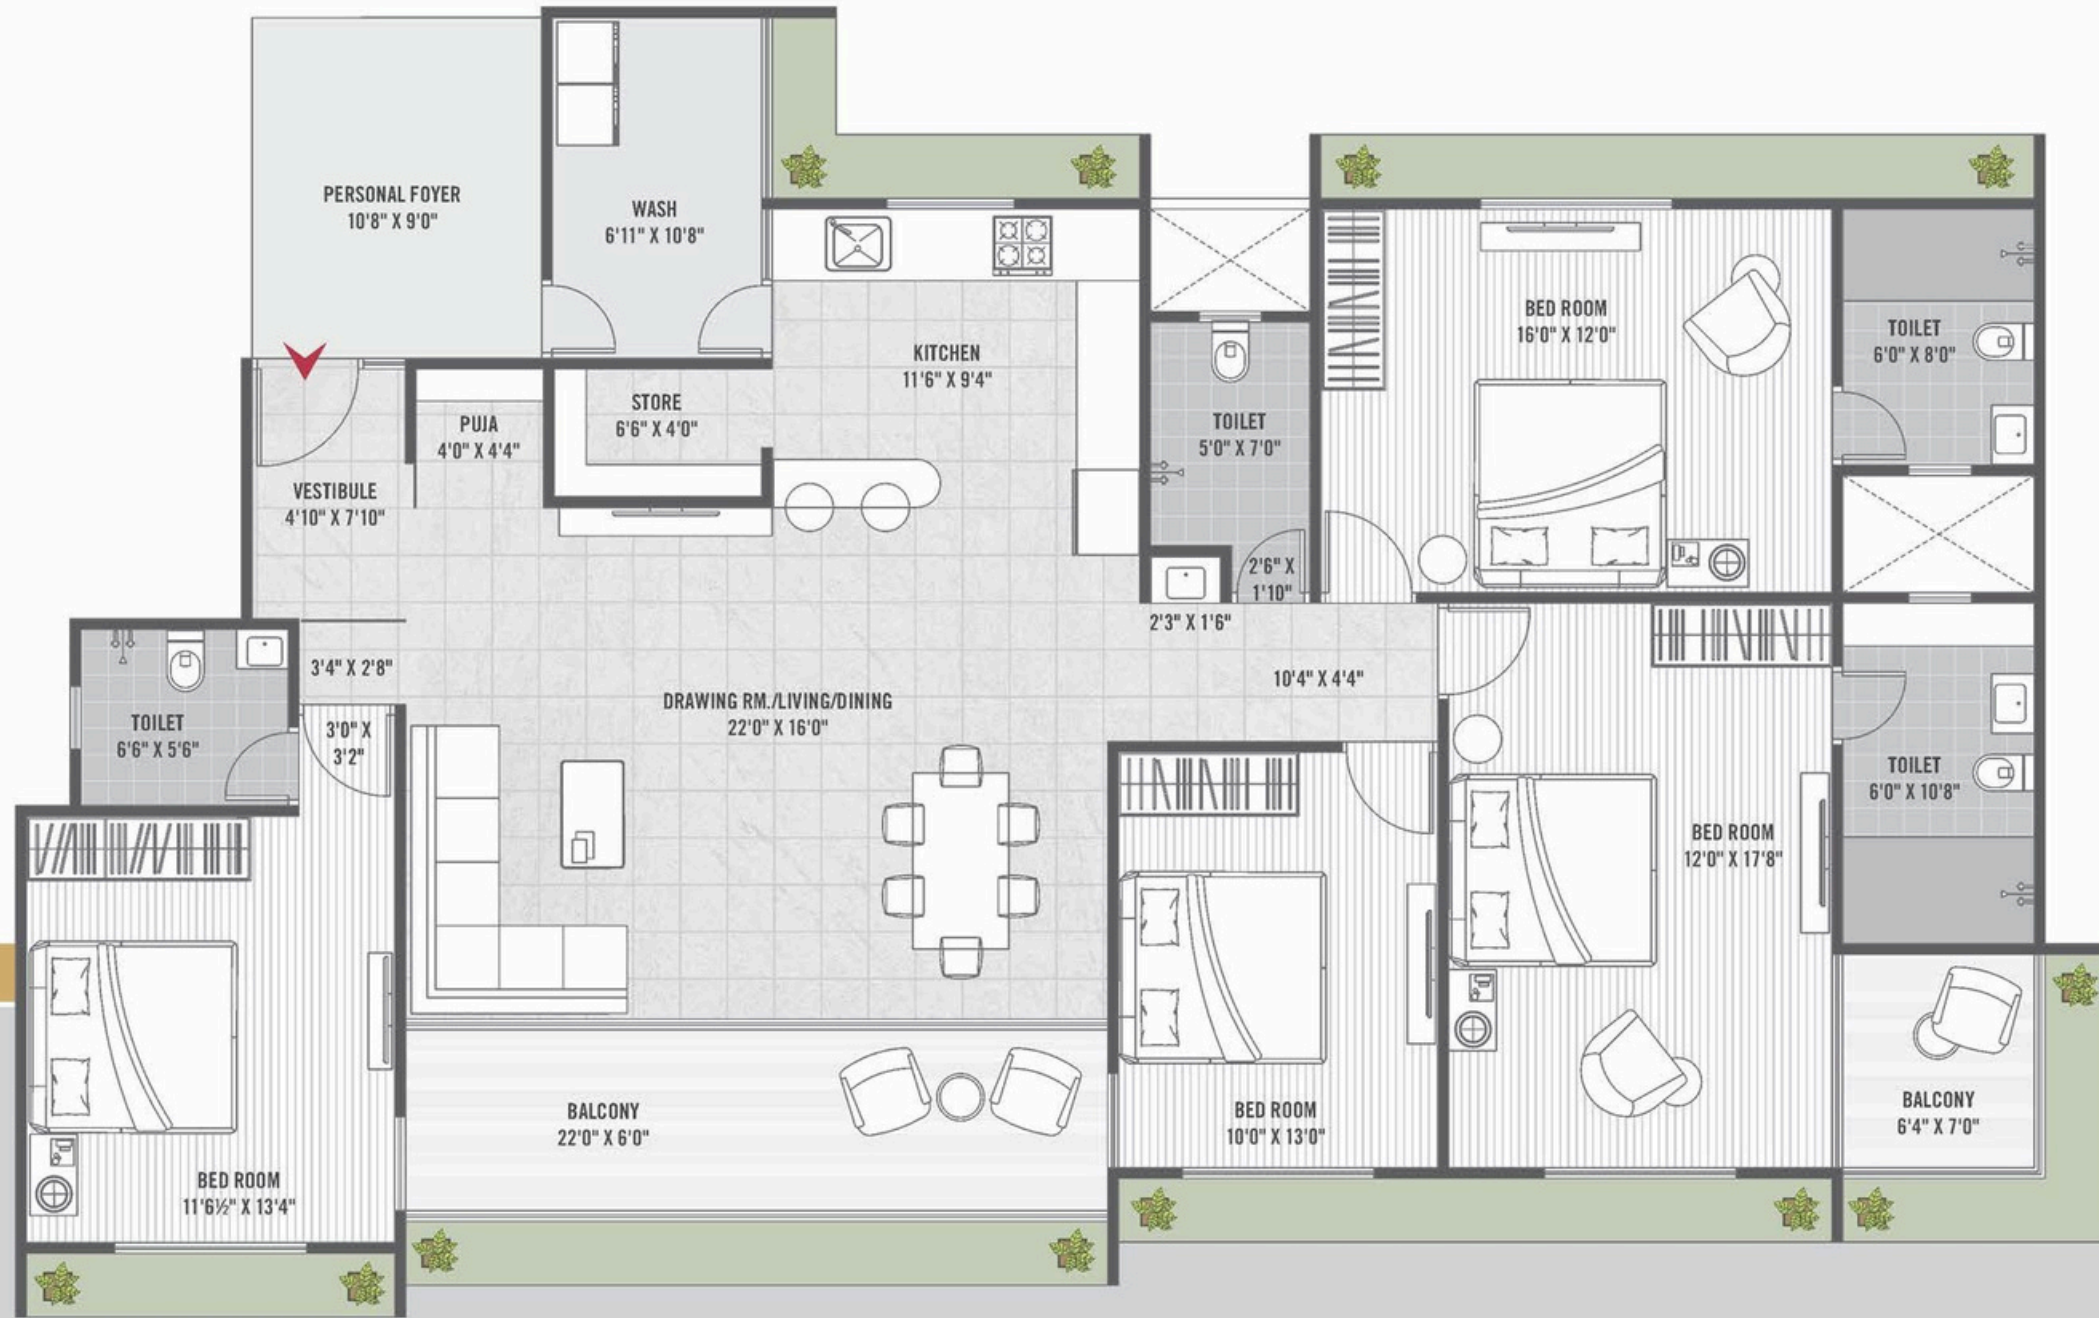 PERSONAL FOYER
10'8" X 9'0"
WASH
6'11" X 10'8"
KITCHEN
11'6" X 9'4"
STORE
6'6" X 4'0"
PUJA
4'0" X 4'4"
VESTIBULE
4'10" X 7'10"
TOILET
5'0" X 7'0"
2'6" X
1'10"
2'3" X 1'6"
BED ROOM
16'0" X 12'0"
TOILET
6'0" X 8'0"
3'4" X 2'8"
TOILET
6'6" X 5'6"
3'0" X
3'2"
DRAWING RM./LIVING/DINING
22'0" X 16'0"
10'4" X 4'4"
TOILET
6'0" X 10'8"
BED ROOM
12'0" X 17'8"
BALCONY
22'0" X 6'0"
BED ROOM
10'0" X 13'0"
BALCONY
6'4" X 7'0"
BED ROOM
11'6½" X 13'4"